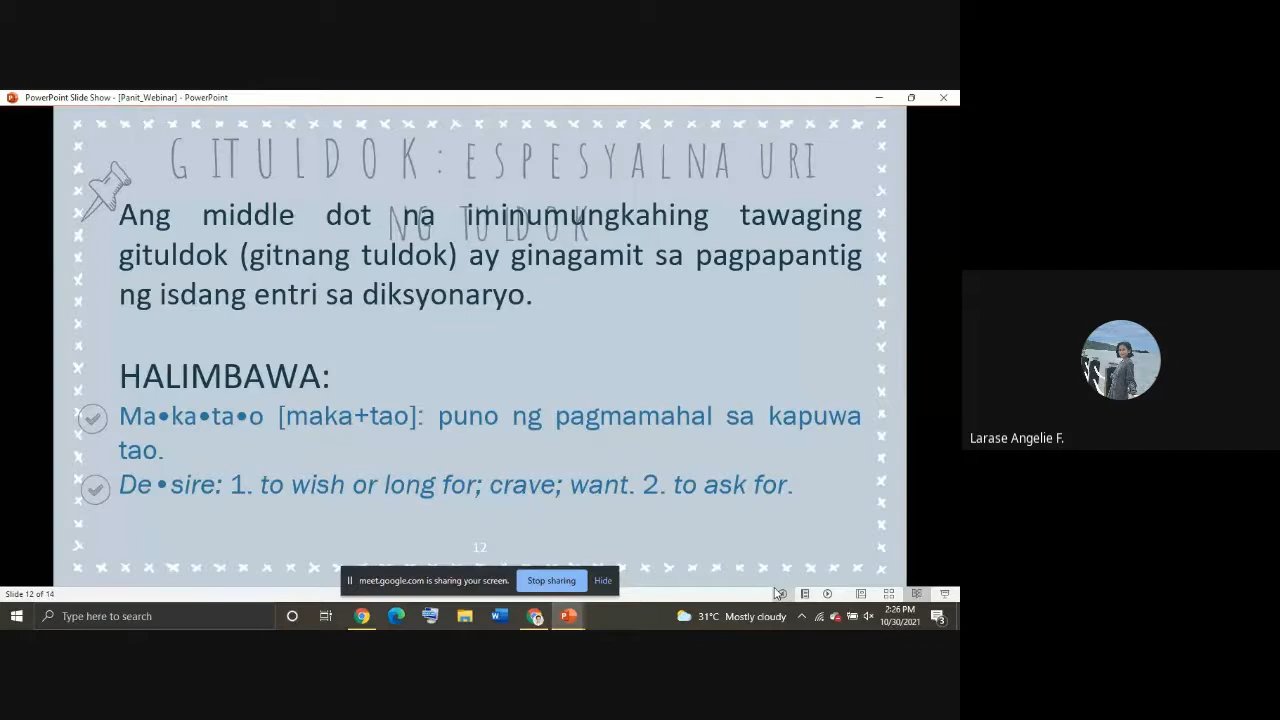 PowerPoint Slide Show - [Panit_Webinar] - PowerPoint
GITULDOK: ESPESYAL NA URI
NG TULDOK
Ang middle dot na iminumungkahing tawaging
gituldok (gitnang tuldok) ay ginagamit sa pagpapantig
ng isdang entri sa diksyonaryo.
HALIMBAWA:
Ma•ka•ta•o [maka+tao]: puno ng pagmamahal sa kapuwa
tao.
De•sire: 1. to wish or long for; crave; want. 2. to ask for.
12
meet.google.com is sharing your screen. Stop sharing Hide
Slide 12 of 14
Type here to search
31°C Mostly cloudy
2:26 PM
10/30/2021
3
Larase Angelie F.